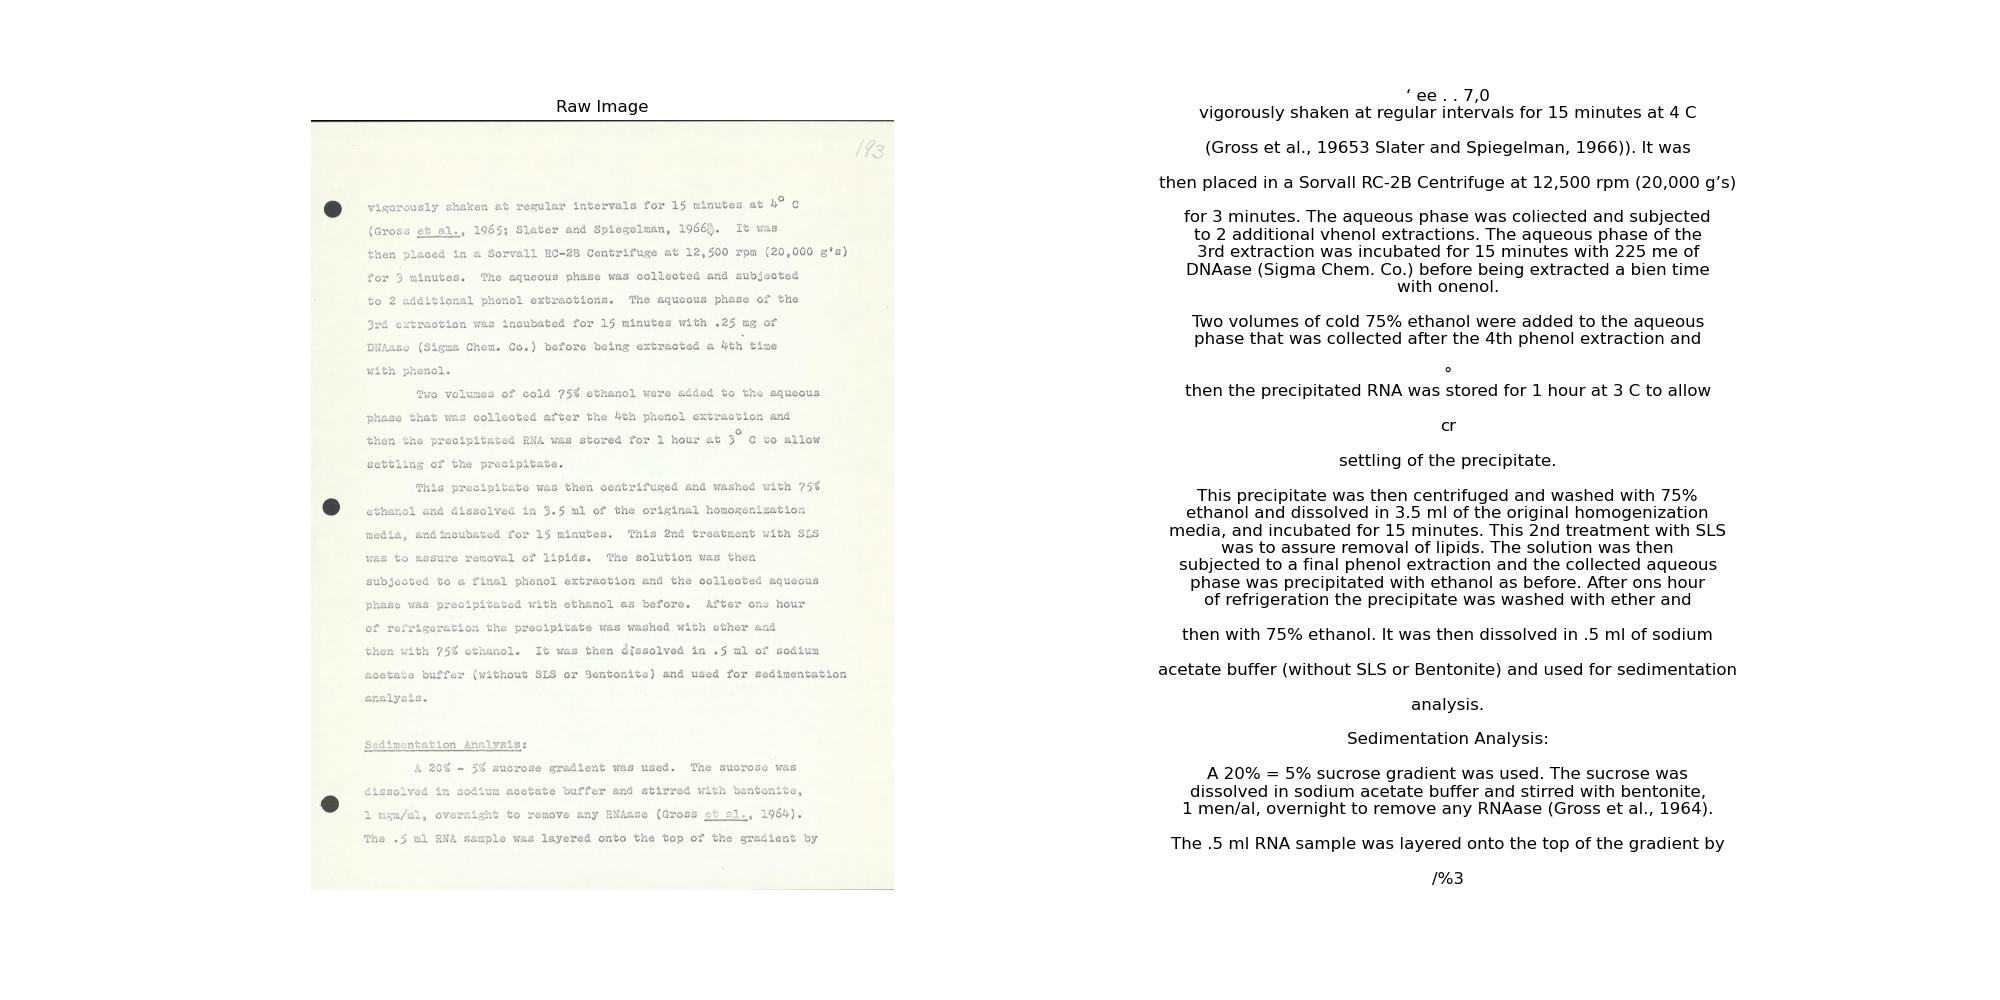 Raw Image
193
vigorously shaken at regular intervals for 15 minutes at 4° C
(Gross et al., 1965; Slater and Spiegelman, 1966). It was
then placed in a Sorvall RC-2B Centrifuge at 12,500 rpm (20,000 g's)
for 3 minutes. The aqueous phase was collected and subjected
to 2 additional phenol extractions. The aqueous phase of the
3rd extraction was incubated for 15 minutes with .25 mg of
DNAase (Sigma Chem. Co.) before being extracted a 4th time
with phenol.
Two volumes of cold 75% ethanol were added to the aqueous
phase that was collected after the 4th phenol extraction and
then the precipitated RNA was stored for 1 hour at 3° C to allow
settling of the precipitate.
This precipitate was then centrifuged and washed with 75%
ethanol and dissolved in 3.5 ml of the original homogenization
media, and incubated for 15 minutes. This 2nd treatment with SLS
was to assure removal of lipids. The solution was then
subjected to a final phenol extraction and the collected aqueous
phase was precipitated with ethanol as before. After one hour
of refrigeration the precipitate was washed with ether and
then with 75% ethanol. It was then dissolved in .5 ml of sodium
acetate buffer (without SLS or Bentonite) and used for sedimentation
analysis.
Sedimentation Analysis:
A 20% - 5% sucrose gradient was used. The sucrose was
dissolved in sodium acetate buffer and stirred with bentonite,
1 mgm/ml, overnight to remove any RNAase (Gross et al., 1964).
The .5 ml RNA sample was layered onto the top of the gradient by
‘ ee . . 7,0
vigorously shaken at regular intervals for 15 minutes at 4 C
(Gross et al., 19653 Slater and Spiegelman, 1966)). It was
then placed in a Sorvall RC-2B Centrifuge at 12,500 rpm (20,000 g’s)
for 3 minutes. The aqueous phase was coliected and subjected
to 2 additional vhenol extractions. The aqueous phase of the
3rd extraction was incubated for 15 minutes with 225 me of
DNAase (Sigma Chem. Co.) before being extracted a bien time
with onenol.
Two volumes of cold 75% ethanol were added to the aqueous
phase that was collected after the 4th phenol extraction and
°
then the precipitated RNA was stored for 1 hour at 3 C to allow
cr
settling of the precipitate.
This precipitate was then centrifuged and washed with 75%
ethanol and dissolved in 3.5 ml of the original homogenization
media, and incubated for 15 minutes. This 2nd treatment with SLS
was to assure removal of lipids. The solution was then
subjected to a final phenol extraction and the collected aqueous
phase was precipitated with ethanol as before. After ons hour
of refrigeration the precipitate was washed with ether and
then with 75% ethanol. It was then dissolved in .5 ml of sodium
acetate buffer (without SLS or Bentonite) and used for sedimentation
analysis.
Sedimentation Analysis:
A 20% = 5% sucrose gradient was used. The sucrose was
dissolved in sodium acetate buffer and stirred with bentonite,
1 men/al, overnight to remove any RNAase (Gross et al., 1964).
The .5 ml RNA sample was layered onto the top of the gradient by
/%3